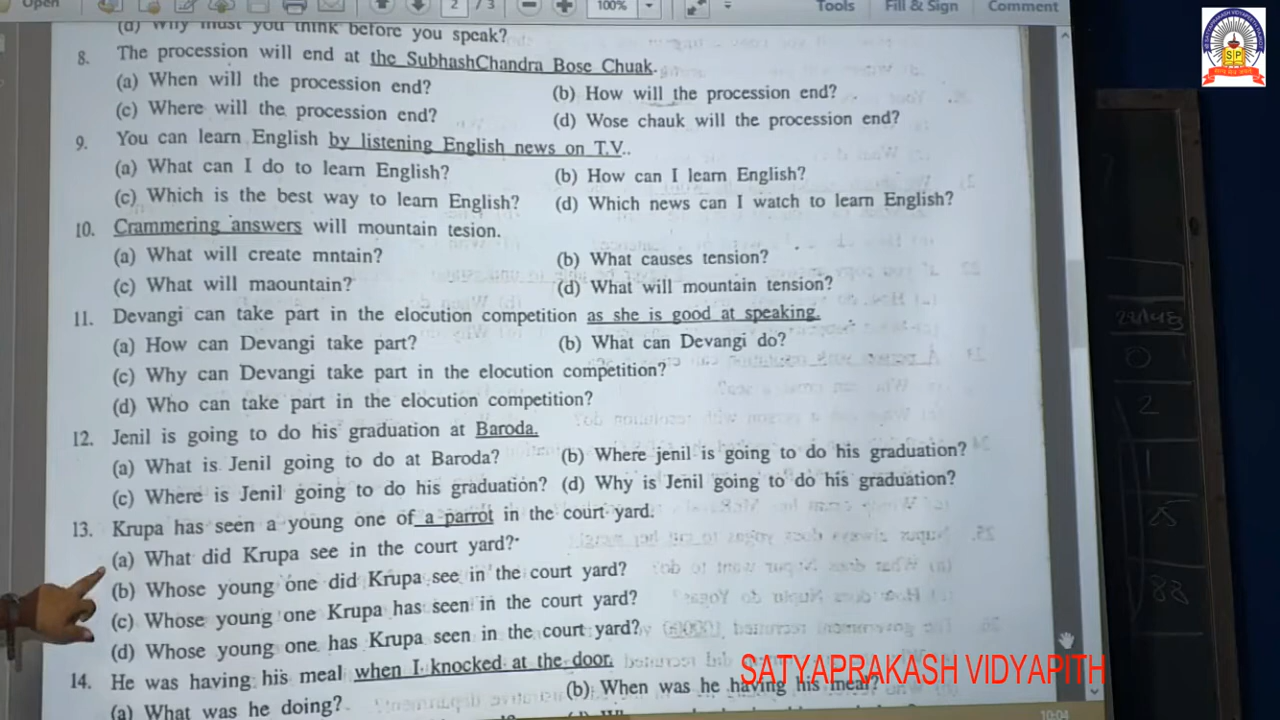 Open 2 / 3 100% Tools Fill & Sign Comment
(d) Why must you think before you speak?
8. The procession will end at the SubhashChandra Bose Chuak.
(a) When will the procession end? (b) How will the procession end?
(c) Where will the procession end? (d) Wose chauk will the procession end?
9. You can learn English by listening English news on T.V..
(a) What can I do to learn English? (b) How can I learn English?
(c) Which is the best way to learn English? (d) Which news can I watch to learn English?
10. Crammering answers will mountain tesion.
(a) What will create mntain? (b) What causes tension?
(c) What will maountain? (d) What will mountain tension?
11. Devangi can take part in the elocution competition as she is good at speaking.
(a) How can Devangi take part? (b) What can Devangi do?
(c) Why can Devangi take part in the elocution competition?
(d) Who can take part in the elocution competition?
12. Jenil is going to do his graduation at Baroda.
(a) What is Jenil going to do at Baroda? (b) Where jenil is going to do his graduation?
(c) Where is Jenil going to do his graduation? (d) Why is Jenil going to do his graduation?
13. Krupa has seen a young one of a parrot in the court yard.
(a) What did Krupa see in the court yard?
(b) Whose young one did Krupa see in the court yard?
(c) Whose young one Krupa has seen in the court yard?
(d) Whose young one has Krupa seen in the court yard?
14. He was having his meal when I knocked at the door.
(a) What was he doing? (b) When was he having his meal?
SATYAPRAKASH VIDYAPITH
10:04
SP
0
2
1
88